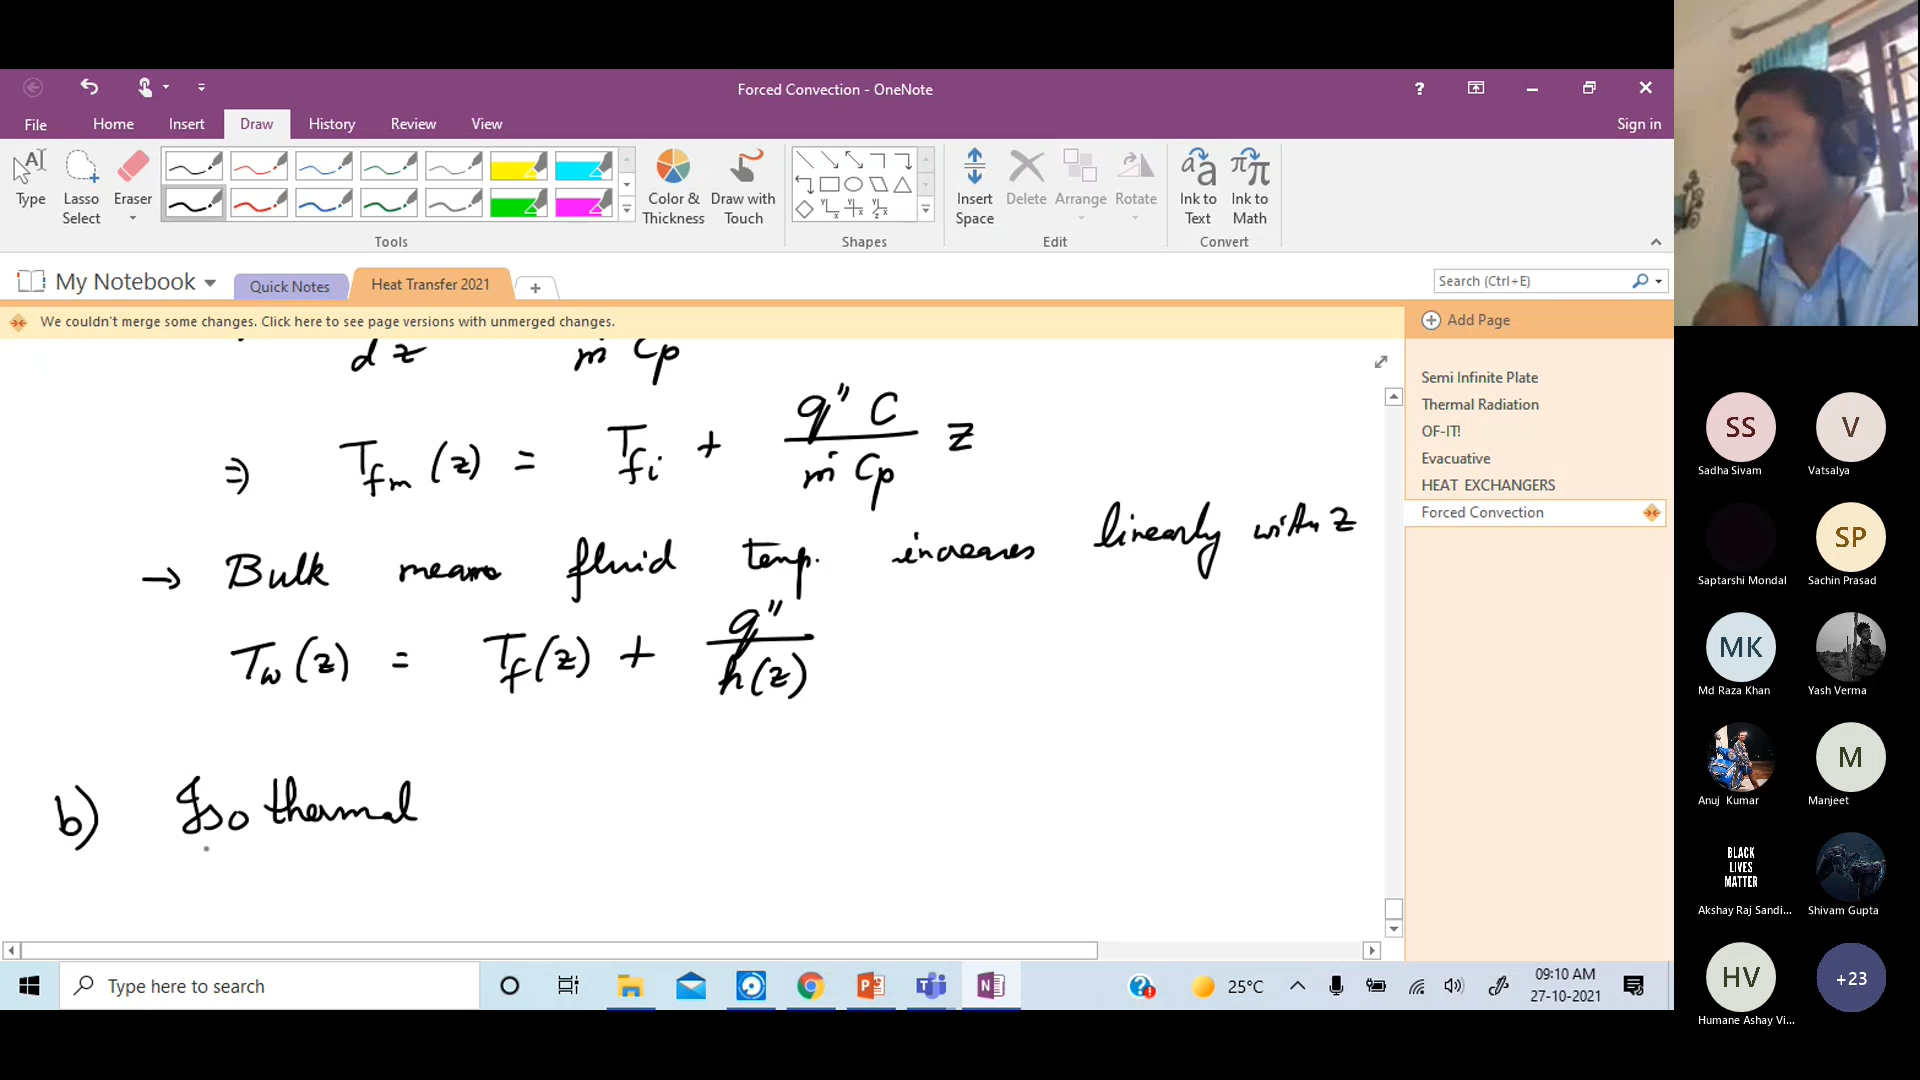 Forced Convection - OneNote
?
File Home Insert Draw History Review View
Sign in
Type
Lasso Select
Eraser
Color & Thickness
Draw with Touch
Insert Space
Delete
Arrange
Rotate
Ink to Text
Ink to Math
Tools
Shapes
Edit
Convert
My Notebook
Quick Notes
Heat Transfer 2021
Search (Ctrl+E)
We couldn't merge some changes. Click here to see page versions with unmerged changes.
Add Page
Semi Infinite Plate
Thermal Radiation
OF-IT!
Evacuative
HEAT EXCHANGERS
Forced Convection
dz ṁ Cp
⇒ Tfm (z) = Tfi + q" C / ṁ Cp z
→ Bulk mean fluid temp. increases linearly with z
Tw (z) = Tf (z) + q" / h(z)
b) Isothermal
SS
Sadha Sivam
V
Vatsalya
Saptarshi Mondal
SP
Sachin Prasad
MK
Md Raza Khan
Yash Verma
Anuj Kumar
M
Manjeet
BLACK
LIVES
MATTER
Akshay Raj Sandi...
Shivam Gupta
HV
Humane Ashay Vi...
+23
Type here to search
25°C
09:10 AM
27-10-2021